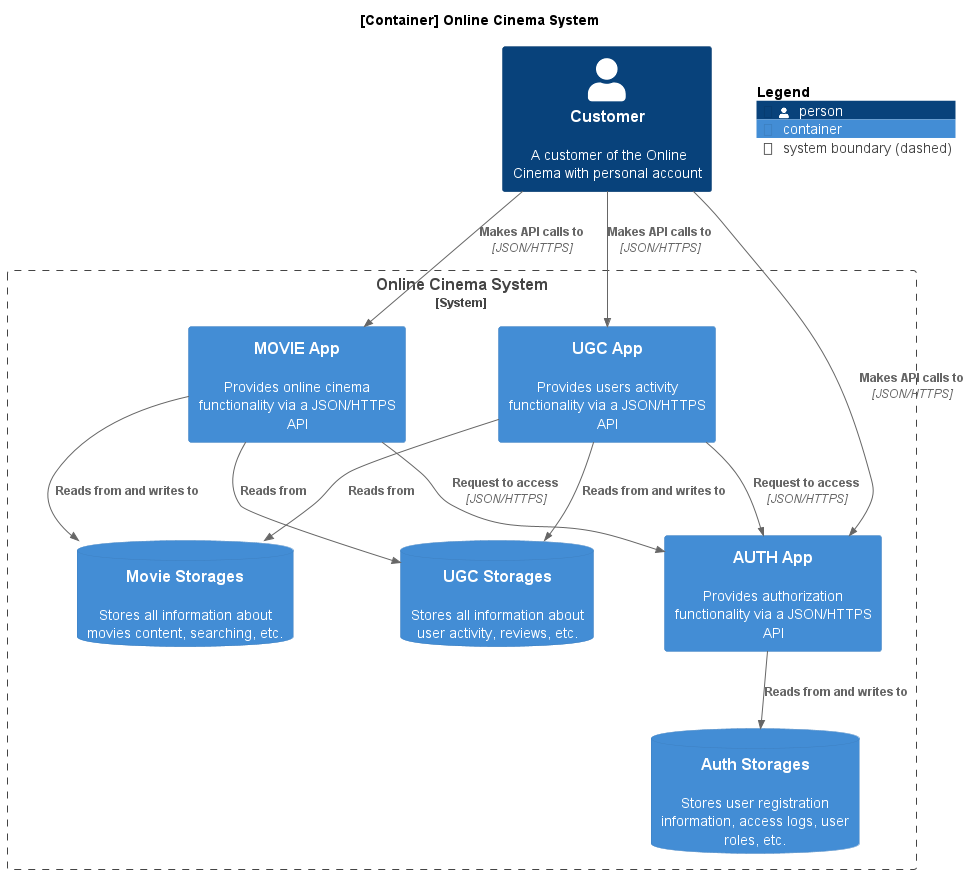 [Container] Online Cinema System
Customer
A customer of the Online
Cinema with personal account
Legend
person
container
system boundary (dashed)
Makes API calls to
[JSON/HTTPS]
Makes API calls to
[JSON/HTTPS]
Online Cinema System
[System]
MOVIE App
Provides online cinema
functionality via a JSON/HTTPS
API
UGC App
Provides users activity
functionality via a JSON/HTTPS
API
Makes API calls to
[JSON/HTTPS]
Reads from and writes to
Reads from
Reads from
Request to access
[JSON/HTTPS]
Reads from and writes to
Request to access
[JSON/HTTPS]
Movie Storages
Stores all information about
movies content, searching, etc.
UGC Storages
Stores all information about
user activity, reviews, etc.
AUTH App
Provides authorization
functionality via a JSON/HTTPS
API
Reads from and writes to
Auth Storages
Stores user registration
information, access logs, user
roles, etc.